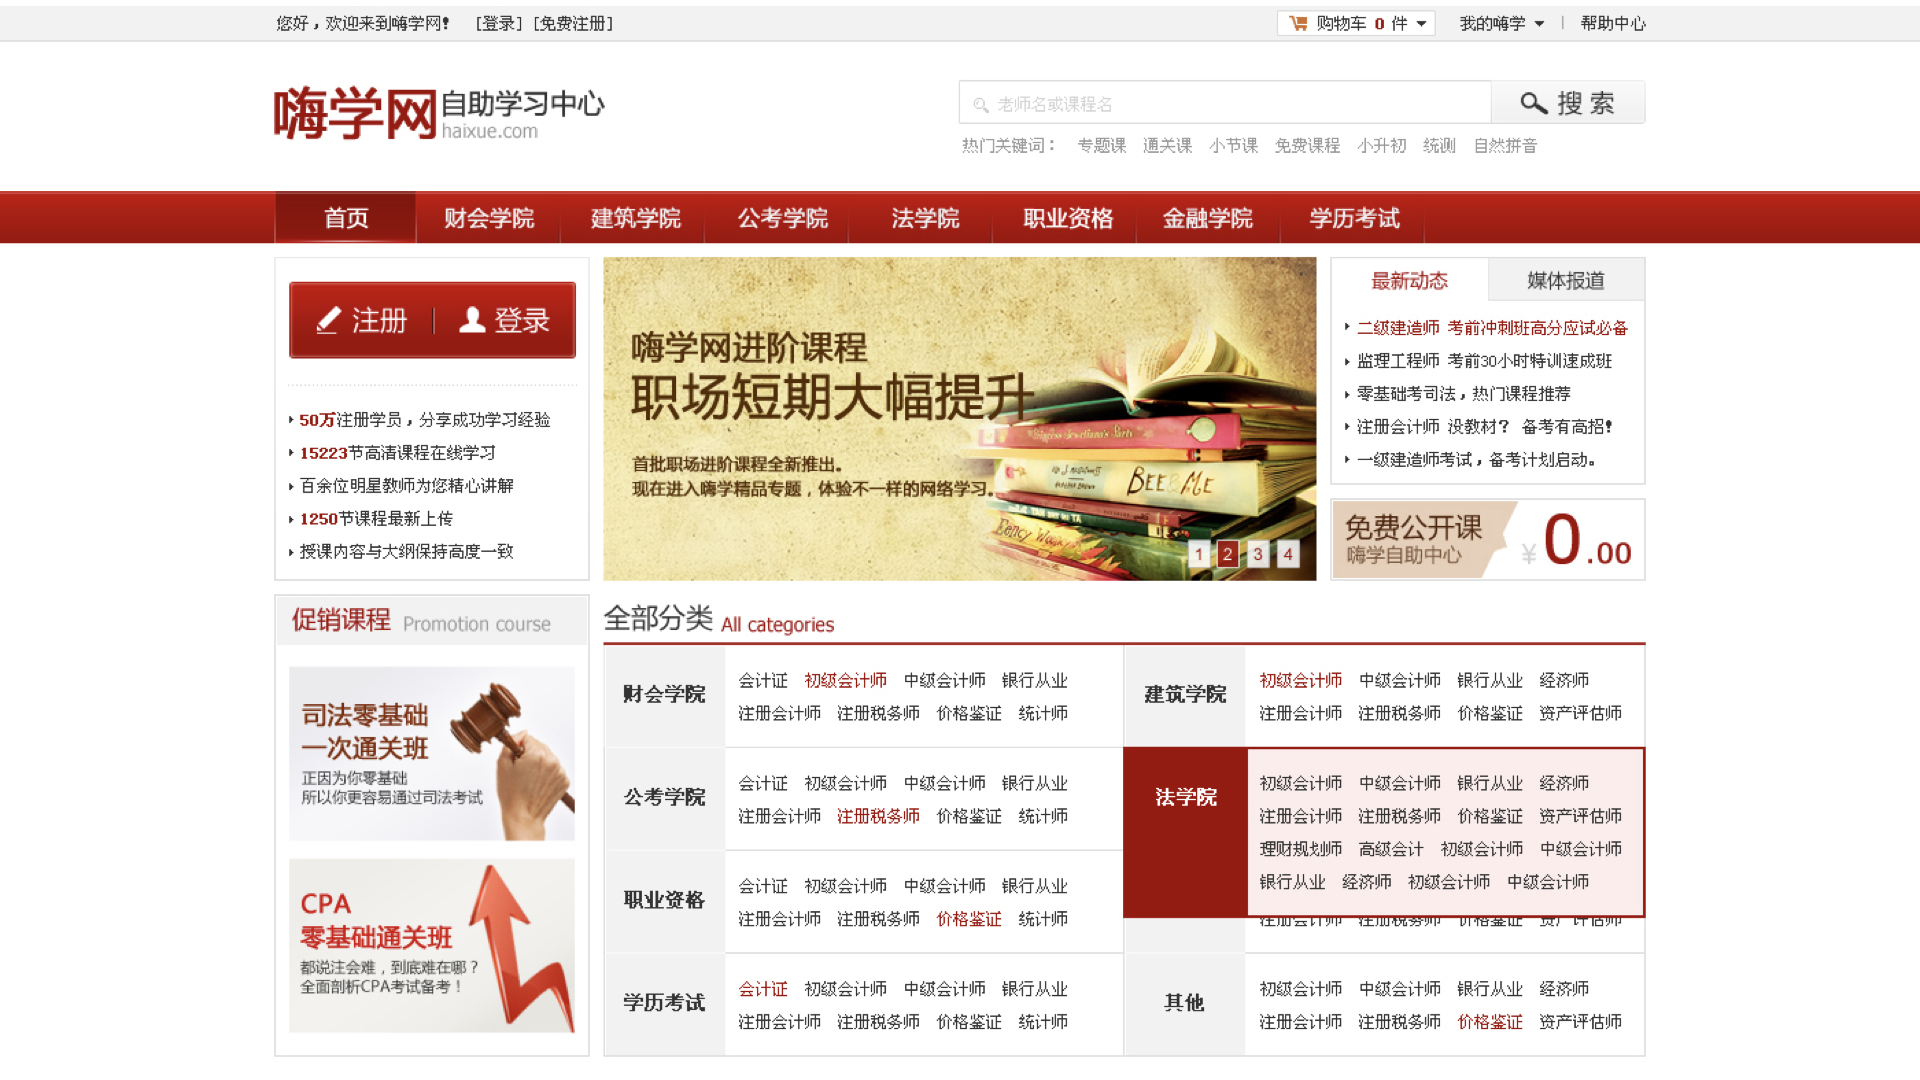 您好，欢迎来到嗨学网！ [登录] [免费注册]
购物车 0 件 我的嗨学 | 帮助中心
嗨学网 自助学习中心
haixue.com
老师名或课程名 搜 索
热门关键词： 专题课 通关课 小节课 免费课程 小升初 统测 自然拼音
首页 财会学院 建筑学院 公考学院 法学院 职业资格 金融学院 学历考试
注册 | 登录
50万注册学员，分享成功学习经验
15223节高清课程在线学习
百余位明星教师为您精心讲解
1250节课程最新上传
授课内容与大纲保持高度一致
嗨学网进阶课程
职场短期大幅提升
首批职场进阶课程全新推出。
现在进入嗨学精品专题，体验不一样的网络学习。
BEE & ME
1 2 3 4
最新动态 媒体报道
二级建造师 考前冲刺班高分应试必备
监理工程师 考前30小时特训速成班
零基础考司法，热门课程推荐
注册会计师 没教材？ 备考有高招！
一级建造师考试，备考计划启动。
免费公开课
嗨学自助中心
¥ 0.00
促销课程 Promotion course
司法零基础
一次通关班
正因为你零基础
所以你更容易通过司法考试
CPA
零基础通关班
都说注会难，到底难在哪？
全面剖析CPA考试备考！
全部分类 All categories
财会学院
会计证 初级会计师 中级会计师 银行从业
注册会计师 注册税务师 价格鉴证 统计师
建筑学院
初级会计师 中级会计师 银行从业 经济师
注册会计师 注册税务师 价格鉴证 资产评估师
公考学院
会计证 初级会计师 中级会计师 银行从业
注册会计师 注册税务师 价格鉴证 统计师
法学院
初级会计师 中级会计师 银行从业 经济师
注册会计师 注册税务师 价格鉴证 资产评估师
理财规划师 高级会计 初级会计师 中级会计师
银行从业 经济师 初级会计师 中级会计师
职业资格
会计证 初级会计师 中级会计师 银行从业
注册会计师 注册税务师 价格鉴证 统计师
注册会计师 注册税务师 价格鉴证 资产评估师
学历考试
会计证 初级会计师 中级会计师 银行从业
注册会计师 注册税务师 价格鉴证 统计师
其他
初级会计师 中级会计师 银行从业 经济师
注册会计师 注册税务师 价格鉴证 资产评估师